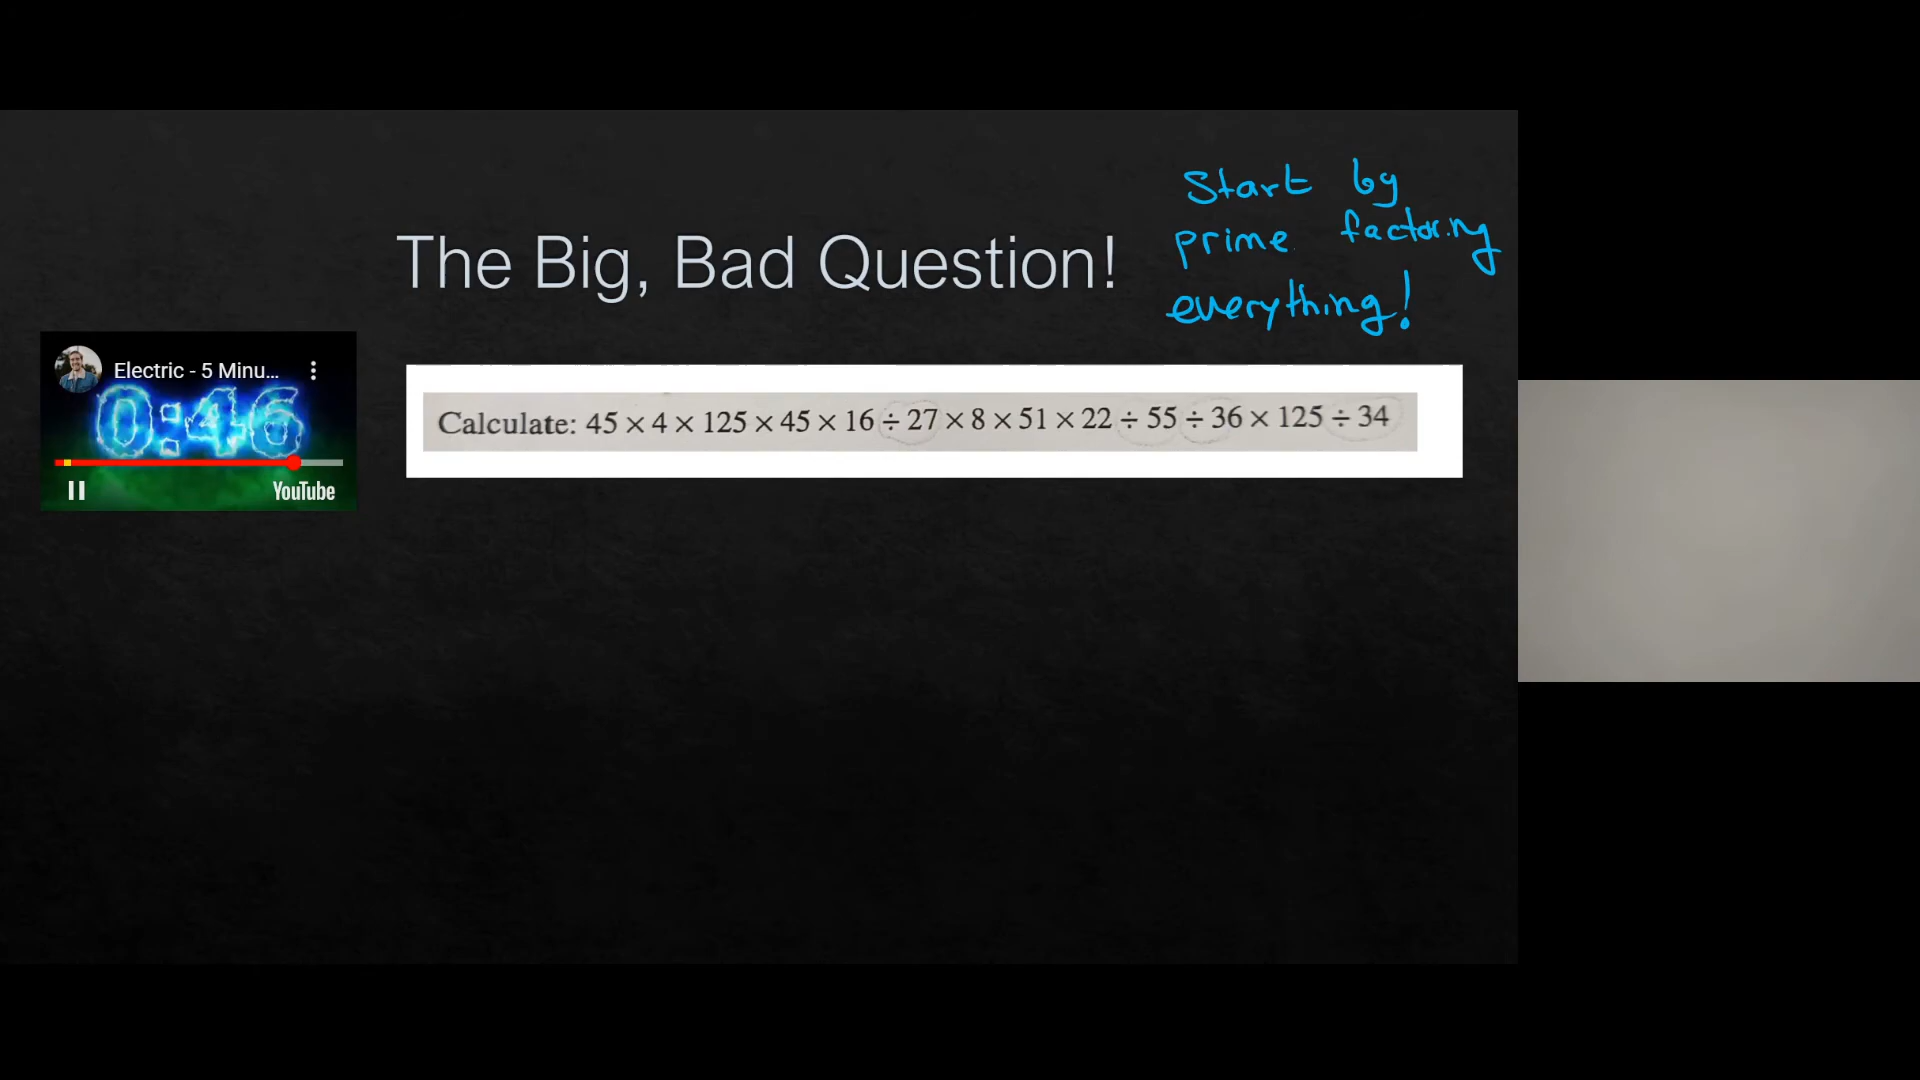 Start by
prime factoring
everything!
The Big, Bad Question!
Electric - 5 Minu...
0:46
YouTube
Calculate: 45 × 4 × 125 × 45 × 16 ÷ 27 × 8 × 51 × 22 ÷ 55 ÷ 36 × 125 ÷ 34